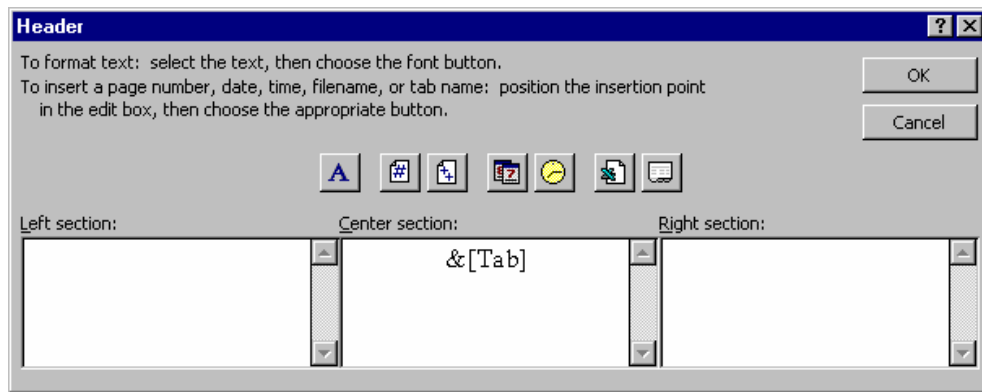 Header
To format text: select the text, then choose the font button.
To insert a page number, date, time, filename, or tab name: position the insertion point
in the edit box, then choose the appropriate button.
OK
Cancel
A
Left section:
Center section:
Right section:
&[Tab]